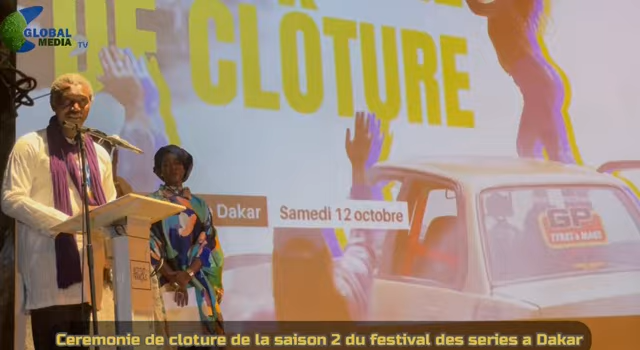 GLOBAL
MEDIA TV
DE CLÔTURE
Dakar
Samedi 12 octobre
GP
TYRES & MAGS
Ceremonie de cloture de la saison 2 du festival des series a Dakar